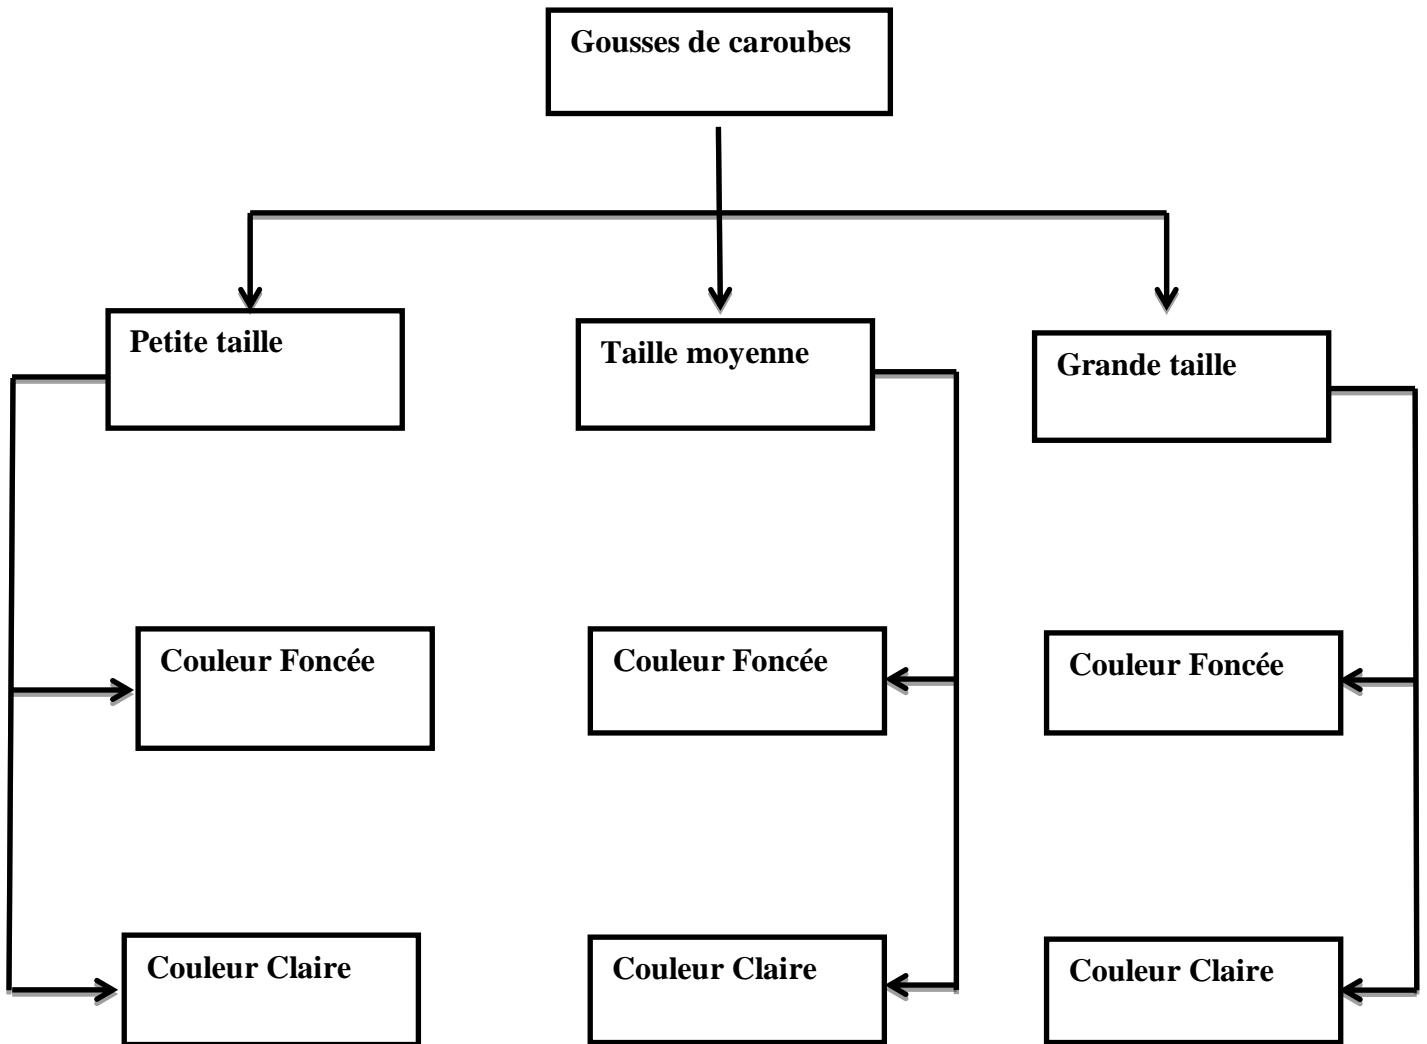 Gousses de caroubes
Petite taille
Taille moyenne
Grande taille
Couleur Foncée
Couleur Foncée
Couleur Foncée
Couleur Claire
Couleur Claire
Couleur Claire